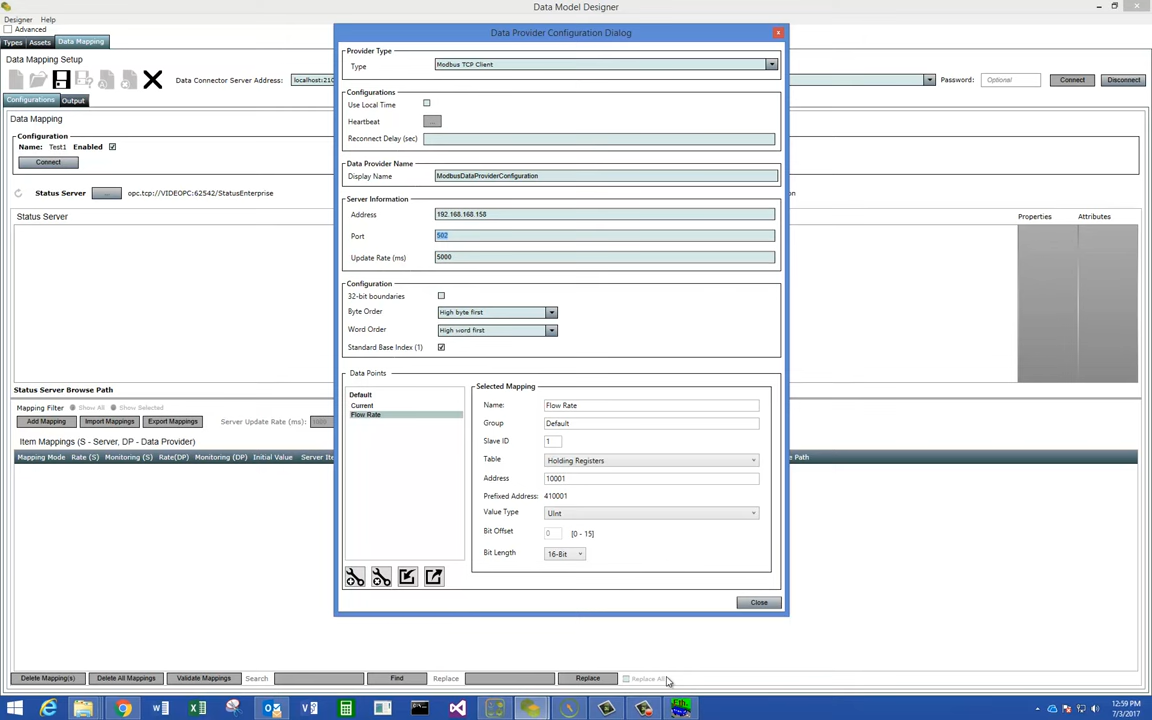 Data Model Designer
Designer Help
Advanced
Types Assets Data Mapping
Data Mapping Setup
Data Connector Server Address: localhost:210
Password: Optional Connect Disconnect
Configurations Output
Data Mapping
Configuration
Name: Test1 Enabled
Connect
Status Server ... opc.tcp://VIDEOPC:62542/StatusEnterprise
Status Server
Properties Attributes
Status Server Browse Path
Mapping Filter Show All Show Selected
Add Mapping Import Mappings Export Mappings Server Update Rate (ms):
Item Mappings (S - Server, DP - Data Provider)
Mapping Mode Rate (S) Monitoring (S) Rate(DP) Monitoring (DP) Initial Value Server Ite
Path
Data Provider Configuration Dialog
x
Provider Type
Type Modbus TCP Client
Configurations
Use Local Time
Heartbeat ...
Reconnect Delay (sec)
Data Provider Name
Display Name ModbusDataProviderConfiguration
Server Information
Address 192.168.168.158
Port 502
Update Rate (ms) 5000
Configuration
32-bit boundaries
Byte Order High byte first
Word Order High word first
Standard Base Index (1)
Data Points
Default
Current
Flow Rate
Selected Mapping
Name: Flow Rate
Group Default
Slave ID 1
Table Holding Registers
Address 10001
Prefixed Address: 410001
Value Type UInt
Bit Offset 0 [0 - 15]
Bit Length 16-Bit
Close
Delete Mapping(s) Delete All Mappings Validate Mappings Search Find Replace Replace Replace All
12:59 PM
7/3/2017